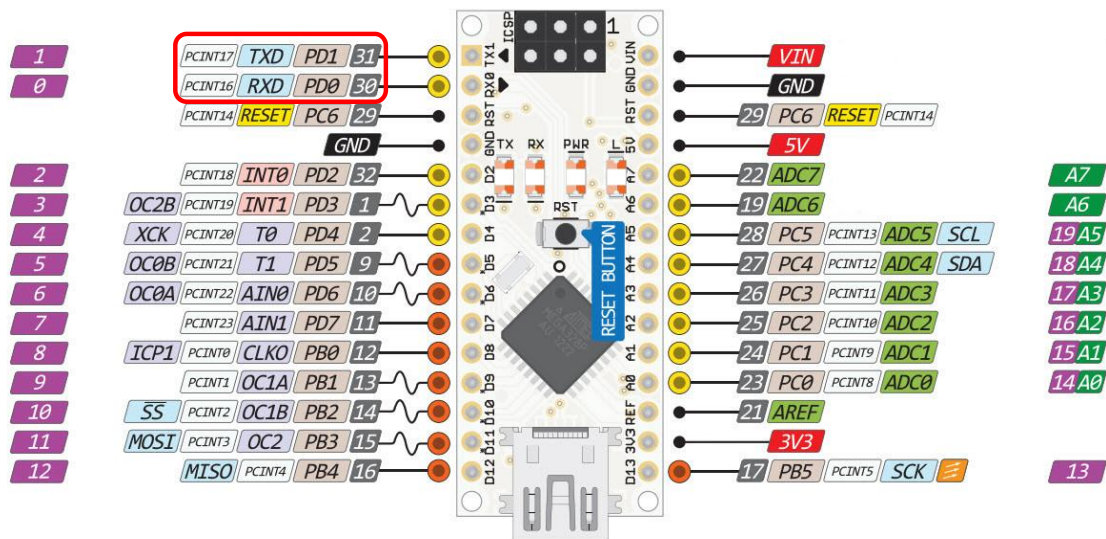 ICSP 1
1 PCINT17 TXD PD1 31 TX1 VIN VIN
0 PCINT16 RXD PD0 30 RX0 GND GND
PCINT14 RESET PC6 29 RST RST 29 PC6 RESET PCINT14
GND GND TX RX PWR L 5V 5V
2 PCINT18 INT0 PD2 32 D2 A7 22 ADC7 A7
3 OC2B PCINT19 INT1 PD3 1 D3 RST A6 19 ADC6 A6
4 XCK PCINT20 T0 PD4 2 D4 A5 28 PC5 PCINT13 ADC5 SCL 19 A5
5 OC0B PCINT21 T1 PD5 9 D5 A4 27 PC4 PCINT12 ADC4 SDA 18 A4
6 OC0A PCINT22 AIN0 PD6 10 D6 A3 26 PC3 PCINT11 ADC3 17 A3
RESET BUTTON
7 PCINT23 AIN1 PD7 11 D7 A2 25 PC2 PCINT10 ADC2 16 A2
8 ICP1 PCINT0 CLKO PB0 12 D8 A1 24 PC1 PCINT9 ADC1 15 A1
9 PCINT1 OC1A PB1 13 D9 A0 23 PC0 PCINT8 ADC0 14 A0
10 SS PCINT2 OC1B PB2 14 D10 REF 21 AREF
11 MOSI PCINT3 OC2 PB3 15 D11 3V3 3V3
12 MISO PCINT4 PB4 16 D12 D13 17 PB5 PCINT5 SCK 13